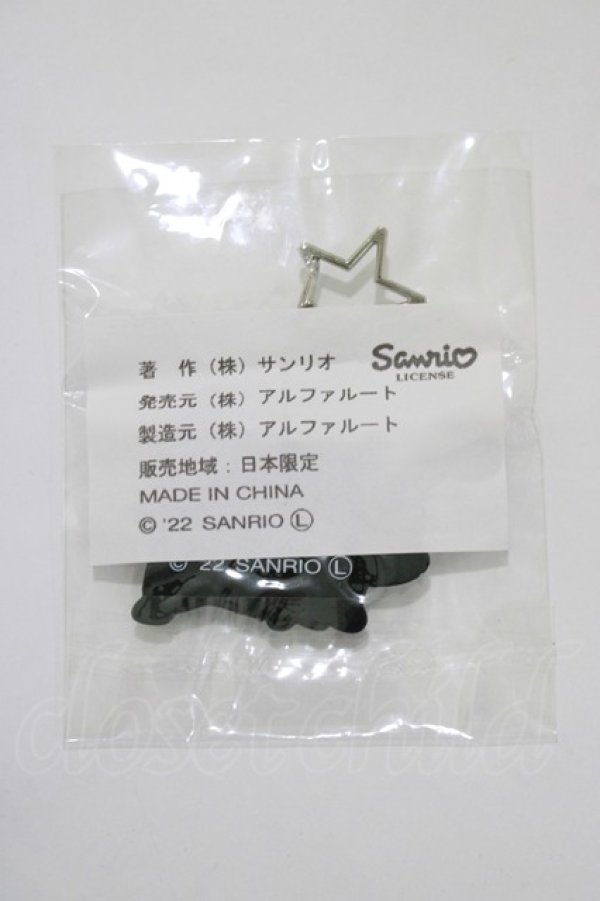 著 作（株）サンリオ
Sanrio
LICENSE
発売元（株）アルファルート
製造元（株）アルファルート
販売地域：日本限定
MADE IN CHINA
© '22 SANRIO Ⓛ
© '22 SANRIO Ⓛ
closetchild